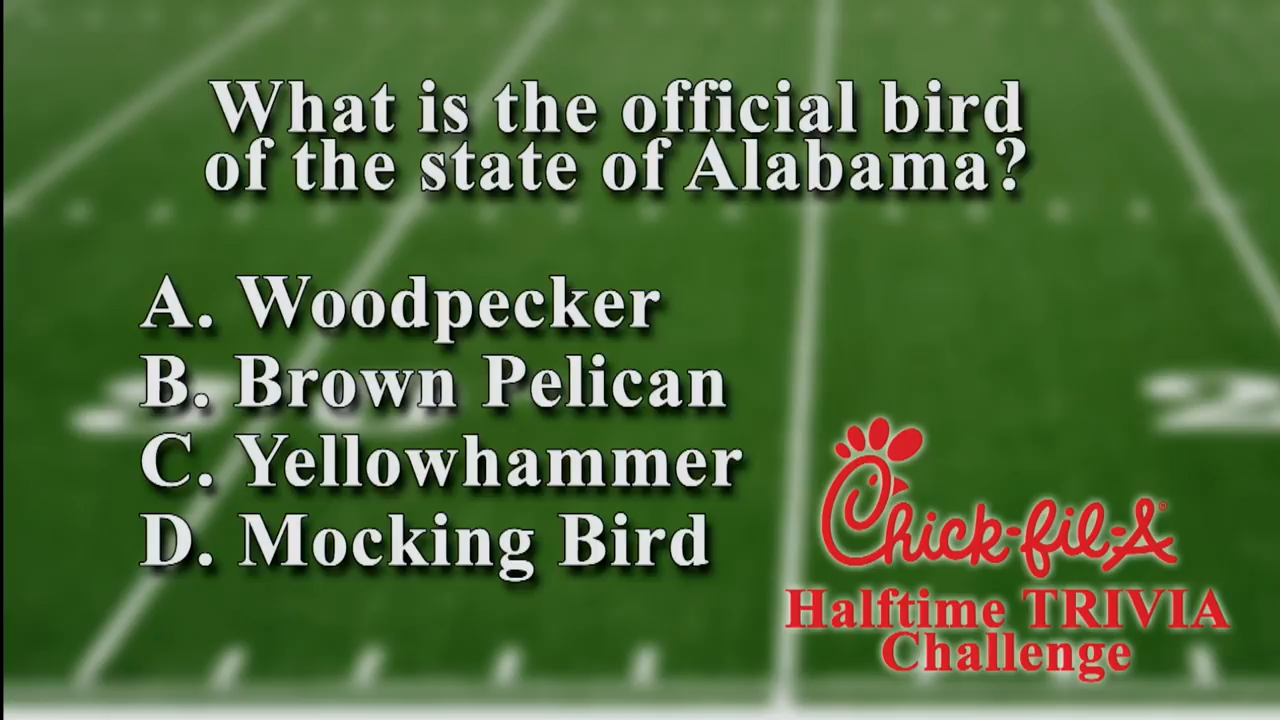 What is the official bird
of the state of Alabama?
A. Woodpecker
B. Brown Pelican
C. Yellowhammer
D. Mocking Bird
Chick-fil-A®
Halftime TRIVIA
Challenge